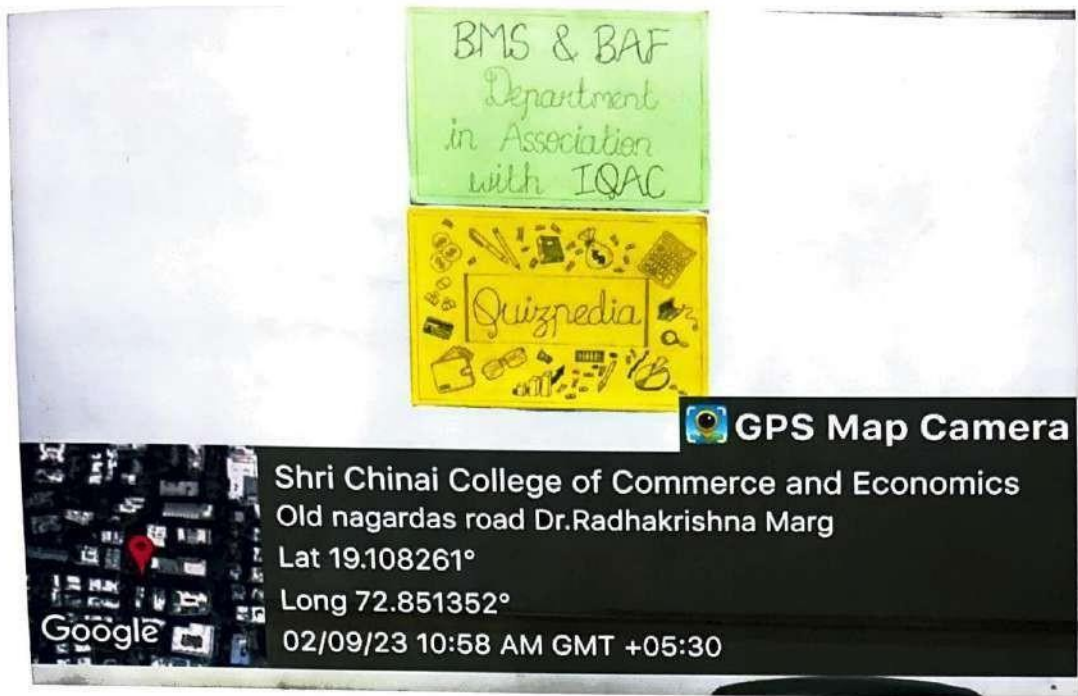 BMS & BAF
Department
in Association
with IQAC
Quizpedia
GPS Map Camera
Shri Chinai College of Commerce and Economics
Old nagardas road Dr.Radhakrishna Marg
Lat 19.108261°
Long 72.851352°
02/09/23 10:58 AM GMT +05:30
Google